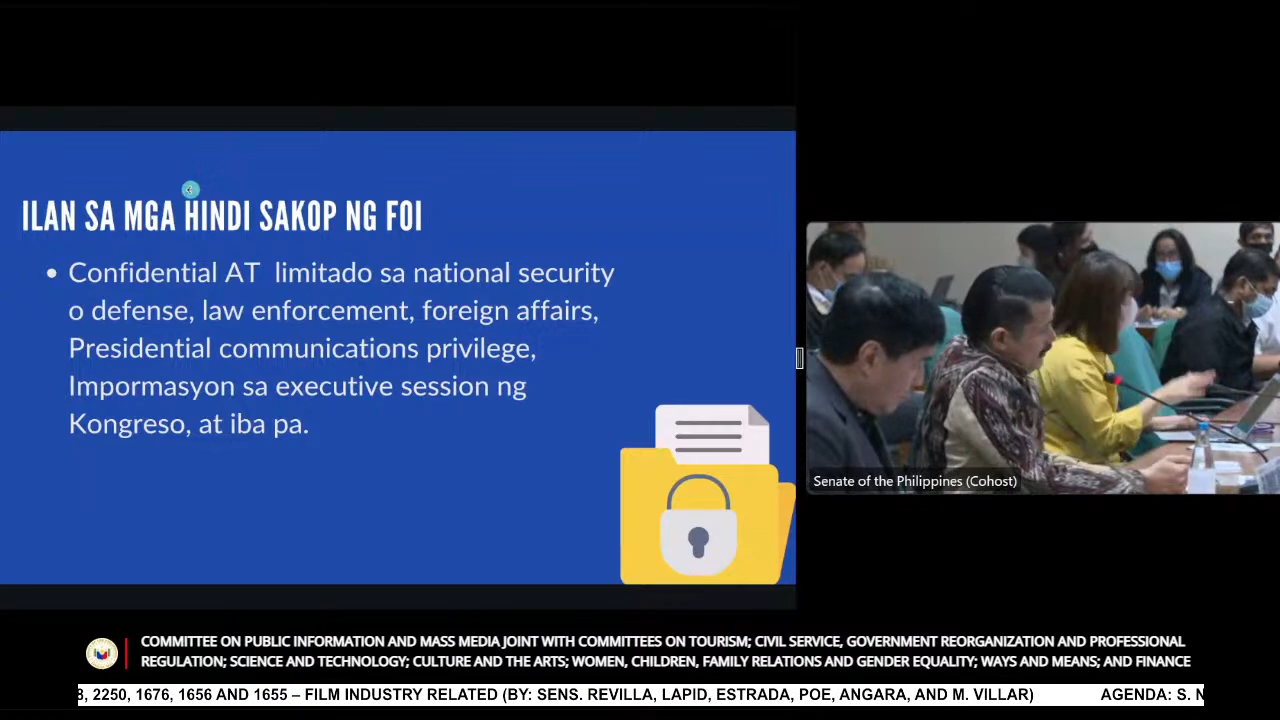 ILAN SA MGA HINDI SAKOP NG FOI
• Confidential AT limitado sa national security
o defense, law enforcement, foreign affairs,
Presidential communications privilege,
Impormasyon sa executive session ng
Kongreso, at iba pa.
Senate of the Philippines (Cohost)
COMMITTEE ON PUBLIC INFORMATION AND MASS MEDIA JOINT WITH COMMITTEES ON TOURISM; CIVIL SERVICE, GOVERNMENT REORGANIZATION AND PROFESSIONAL
REGULATION; SCIENCE AND TECHNOLOGY; CULTURE AND THE ARTS; WOMEN, CHILDREN, FAMILY RELATIONS AND GENDER EQUALITY; WAYS AND MEANS; AND FINANCE
, 2250, 1676, 1656 AND 1655 – FILM INDUSTRY RELATED (BY: SENS. REVILLA, LAPID, ESTRADA, POE, ANGARA, AND M. VILLAR) AGENDA: S.